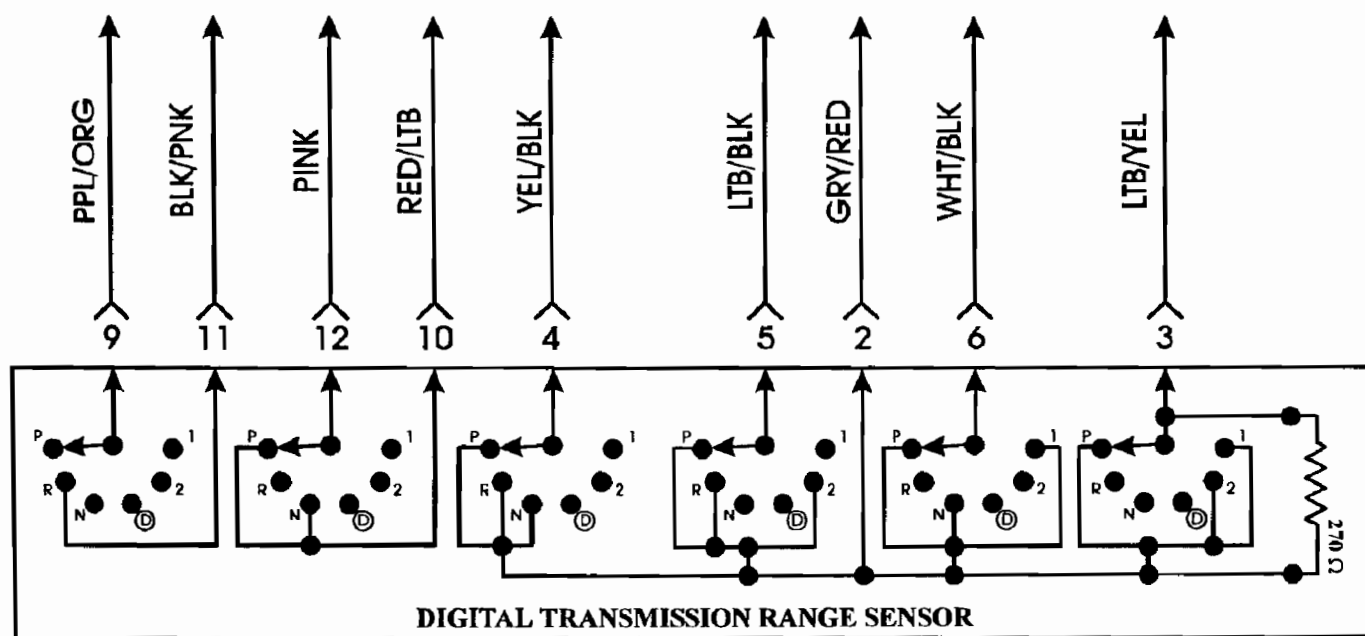 PPL/ORG
BLK/PNK
PINK
RED/LTB
YEL/BLK
LTB/BLK
GRY/RED
WHT/BLK
LTB/YEL
9 11 12 10 4 5 2 6 3
P 1 R 2 N D
P 1 R 2 N D
P 1 R 2 N D
P 1 R 2 N D
P 1 R 2 N D
P 1 R 2 N D
270 Ω
DIGITAL TRANSMISSION RANGE SENSOR